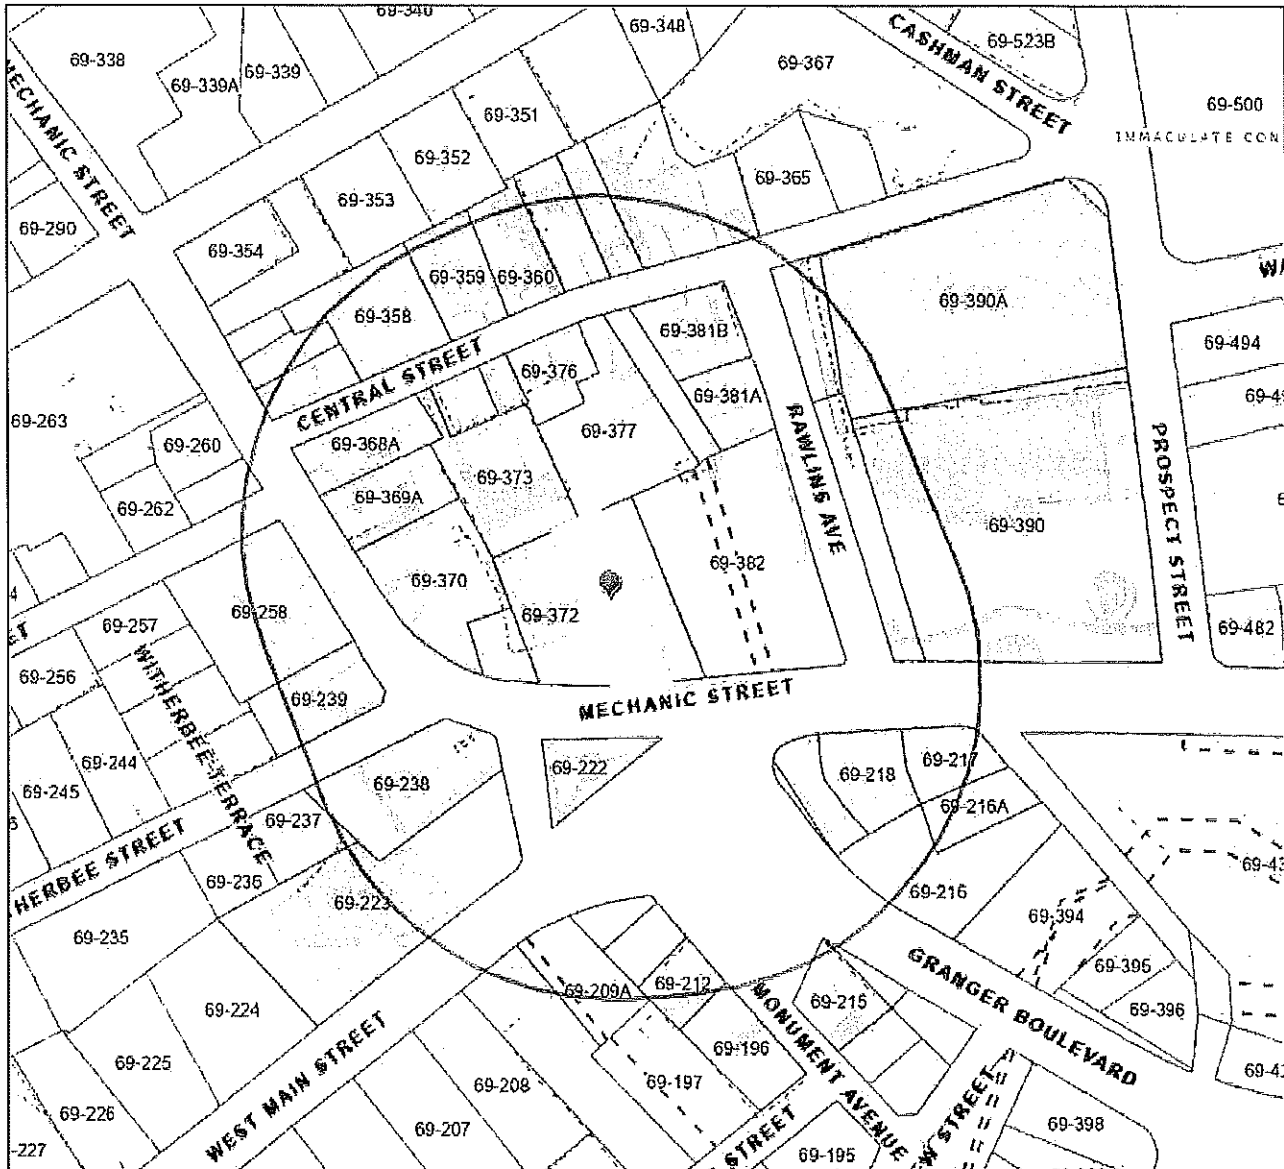 69-340
69-348
CASHMAN STREET
69-523B
69-338
69-339A
69-339
69-367
69-500
MECHANIC STREET
69-351
IMMACULATE CON
69-352
69-365
69-353
69-290
69-354
69-359
69-360
69-390A
69-358
69-381B
69-494
CENTRAL STREET
69-376
69-381A
69-263
69-260
69-368A
69-377
RAWLINS AVE
PROSPECT STREET
69-373
69-369A
69-262
69-390
69-382
69-370
69-258
69-372
69-257
69-482
69-256
WITHERBEE TERRACE
69-239
MECHANIC STREET
69-244
69-222
69-217
69-218
69-245
69-238
69-216A
69-237
HERBEE STREET
69-236
69-223
69-216
69-394
69-235
GRANGER BOULEVARD
69-395
69-209A
69-212
MONUMENT AVENUE
69-215
69-396
69-224
69-196
69-225
WEST MAIN STREET
69-208
69-197
69-226
69-207
STREET
W STREET
69-398
-227
69-195